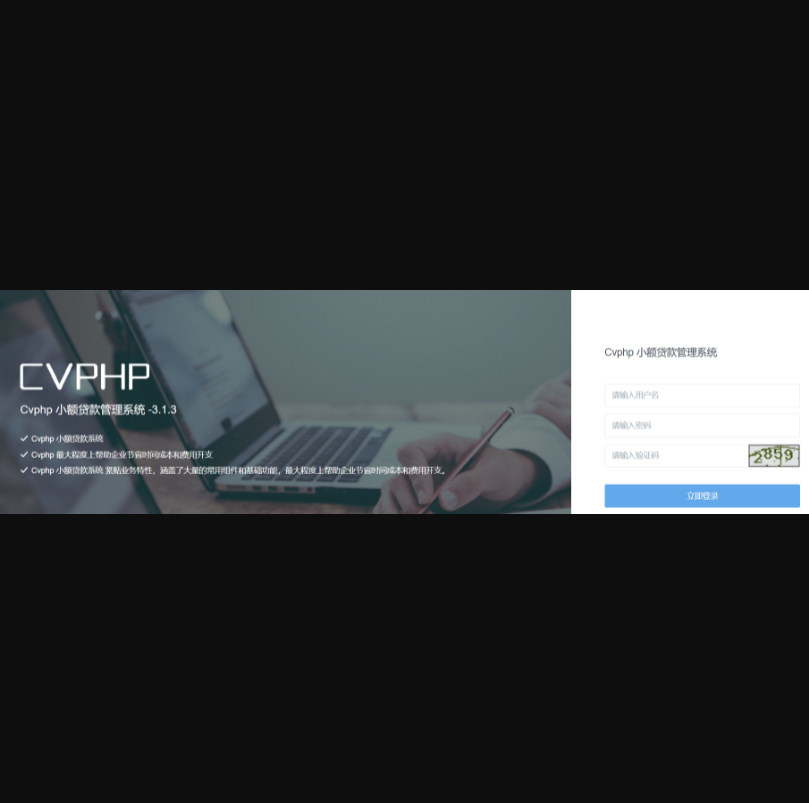 CVPHP
Cvphp 小额贷款管理系统 -3.1.3
Cvphp 小额贷款系统
Cvphp 最大程度上帮助企业节省时间成本和费用开支
Cvphp 小额贷款系统 紧贴业务特性，涵盖了大量的常用组件和基础功能，最大程度上帮助企业节省时间成本和费用开支。
Cvphp 小额贷款管理系统
请输入用户名
请输入密码
请输入验证码
2859
立即登录